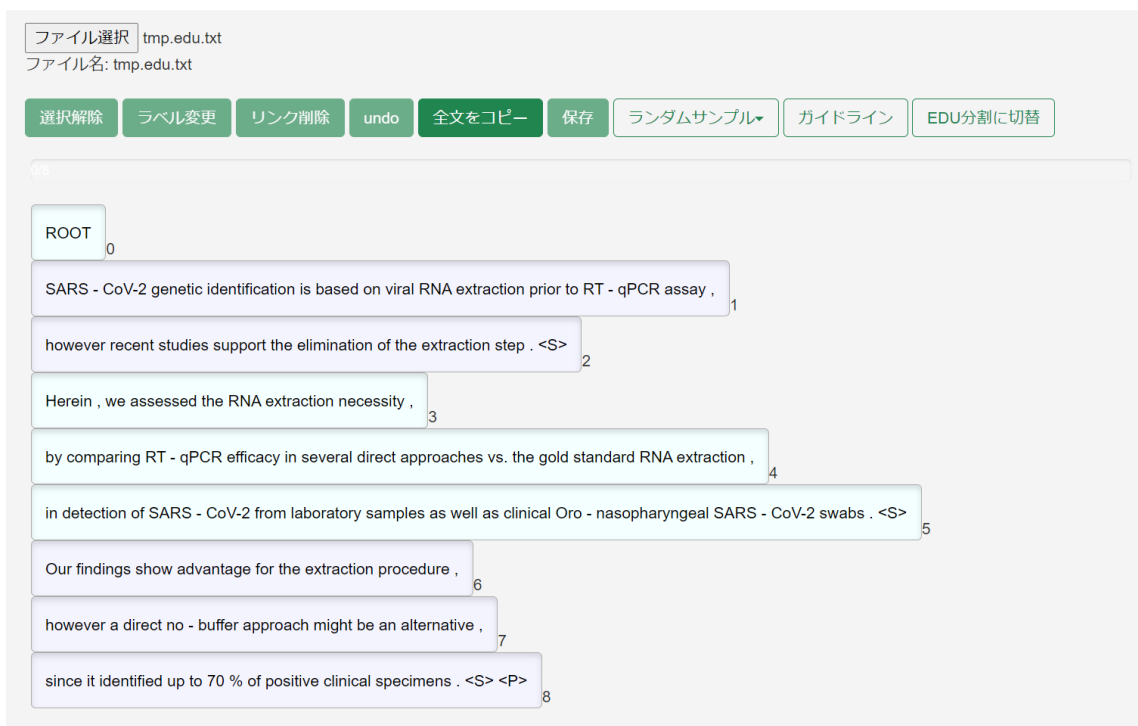 ファイル選択 tmp.edu.txt
ファイル名: tmp.edu.txt
選択解除 ラベル変更 リンク削除 undo 全文をコピー 保存 ランダムサンプル▾ ガイドライン EDU分割に切替
0/8
ROOT 0
SARS - CoV-2 genetic identification is based on viral RNA extraction prior to RT - qPCR assay , 1
however recent studies support the elimination of the extraction step . <S> 2
Herein , we assessed the RNA extraction necessity , 3
by comparing RT - qPCR efficacy in several direct approaches vs. the gold standard RNA extraction , 4
in detection of SARS - CoV-2 from laboratory samples as well as clinical Oro - nasopharyngeal SARS - CoV-2 swabs . <S> 5
Our findings show advantage for the extraction procedure , 6
however a direct no - buffer approach might be an alternative , 7
since it identified up to 70 % of positive clinical specimens . <S> <P> 8